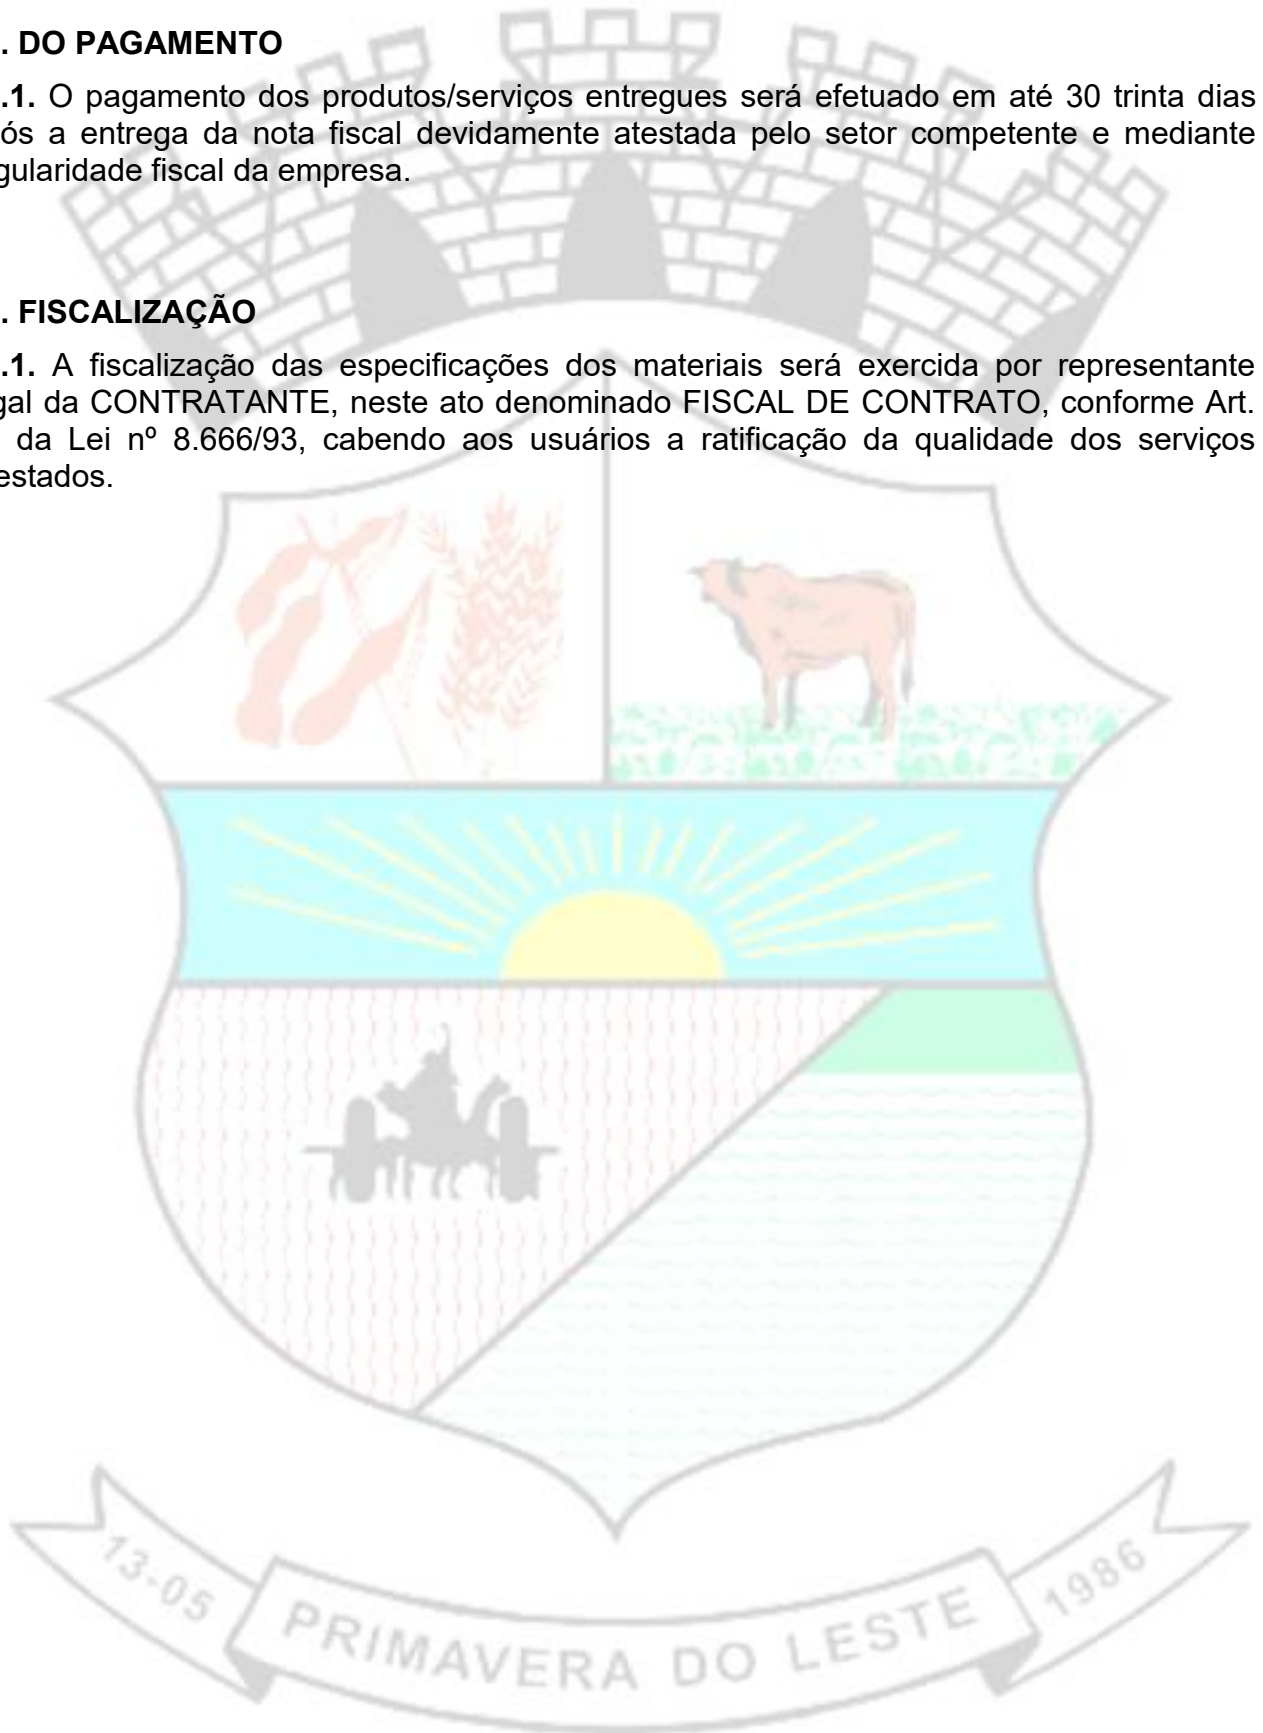 . DO PAGAMENTO
.1. O pagamento dos produtos/serviços entregues será efetuado em até 30 trinta dias
ós a entrega da nota fiscal devidamente atestada pelo setor competente e mediante
gularidade fiscal da empresa.
. FISCALIZAÇÃO
.1. A fiscalização das especificações dos materiais será exercida por representante
gal da CONTRATANTE, neste ato denominado FISCAL DE CONTRATO, conforme Art.
da Lei nº 8.666/93, cabendo aos usuários a ratificação da qualidade dos serviços
estados.
13-05 PRIMAVERA DO LESTE 1986